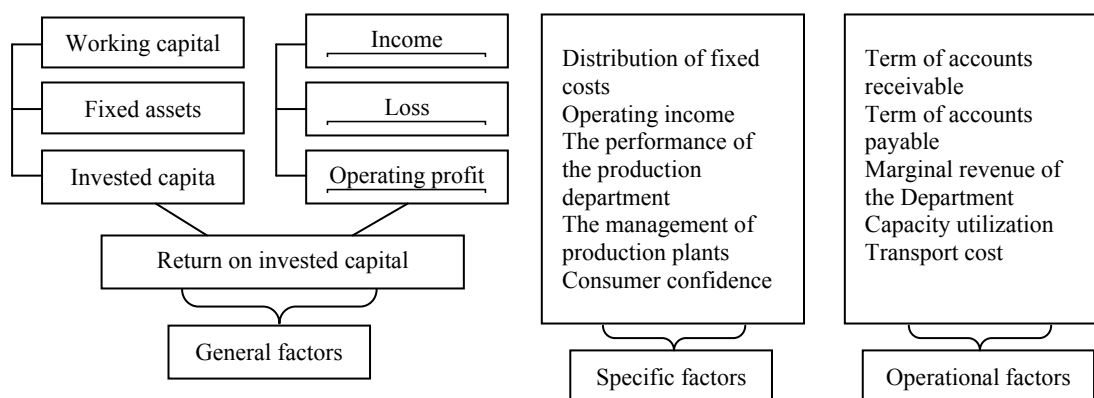 Working capital
Fixed assets
Invested capita
Income
Loss
Operating profit
Return on invested capital
General factors
Distribution of fixed
costs
Operating income
The performance of
the production
department
The management of
production plants
Consumer confidence
Specific factors
Term of accounts
receivable
Term of accounts
payable
Marginal revenue of
the Department
Capacity utilization
Transport cost
Operational factors